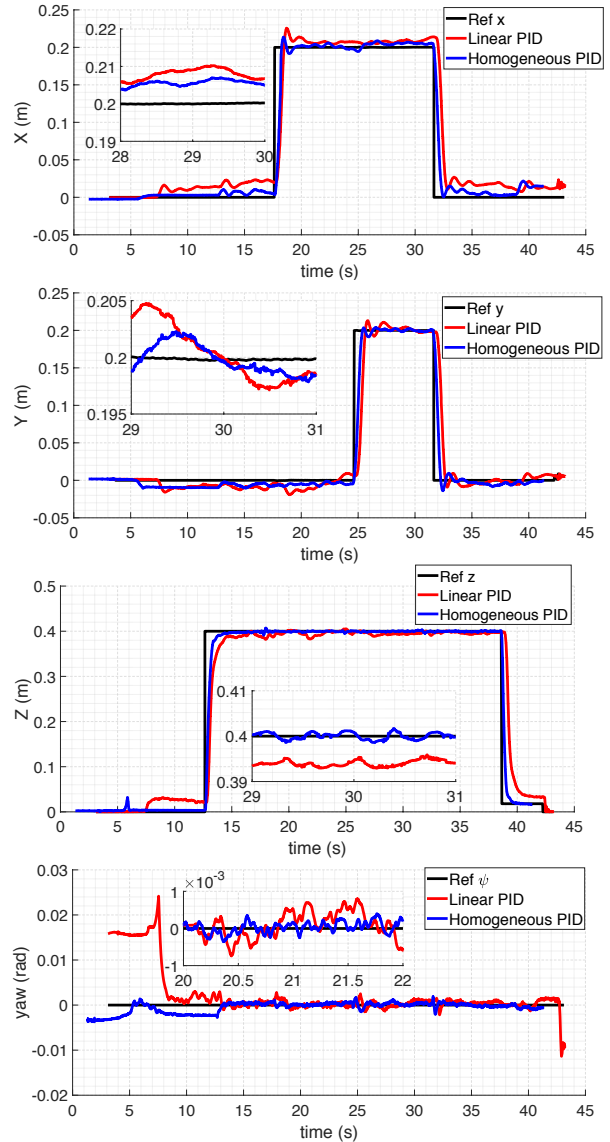 Ref x
Linear PID
Homogeneous PID
X (m)
0.2
0.15
0.1
0.05
0
-0.05
0.22
0.21
0.2
0.19
28 29 30
0 5 10 15 20 25 30 35 40 45
time (s)
Ref y
Linear PID
Homogeneous PID
Y (m)
0.2
0.15
0.1
0.05
0
-0.05
0.205
0.2
0.195
29 30 31
0 5 10 15 20 25 30 35 40 45
time (s)
Ref z
Linear PID
Homogeneous PID
Z (m)
0.5
0.4
0.3
0.2
0.1
0
0.41
0.4
0.39
29 30 31
0 5 10 15 20 25 30 35 40 45
time (s)
Ref ψ
Linear PID
Homogeneous PID
yaw (rad)
0.03
0.02
0.01
0
-0.01
-0.02
×10⁻³
1
0
-1
20 20.5 21 21.5 22
0 5 10 15 20 25 30 35 40 45
time (s)